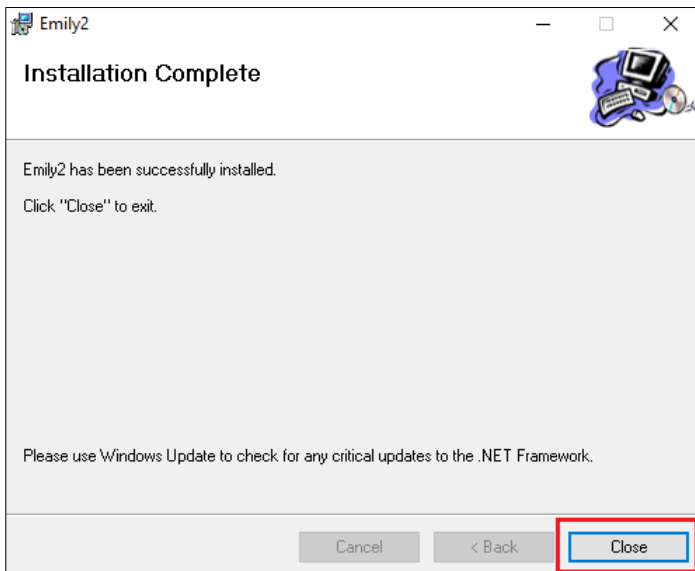 Emily2
Installation Complete
Emily2 has been successfully installed.
Click "Close" to exit.
Please use Windows Update to check for any critical updates to the .NET Framework.
Cancel
< Back
Close